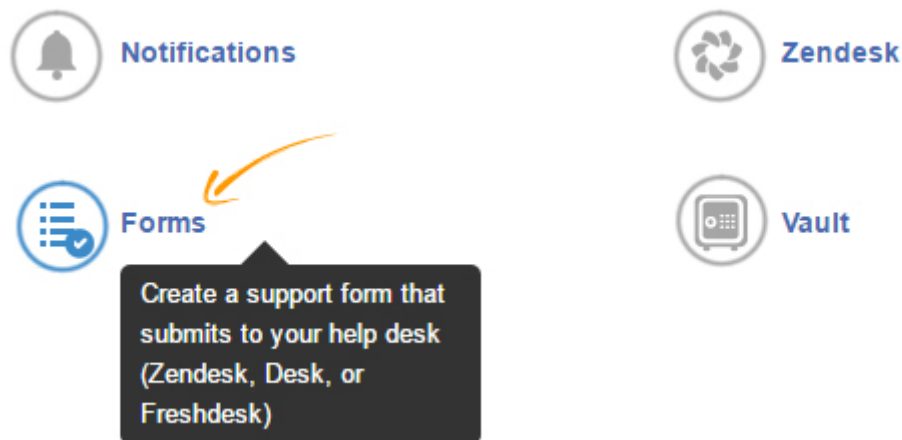 Notifications
Zendesk
Forms
Vault
Create a support form that
submits to your help desk
(Zendesk, Desk, or
Freshdesk)